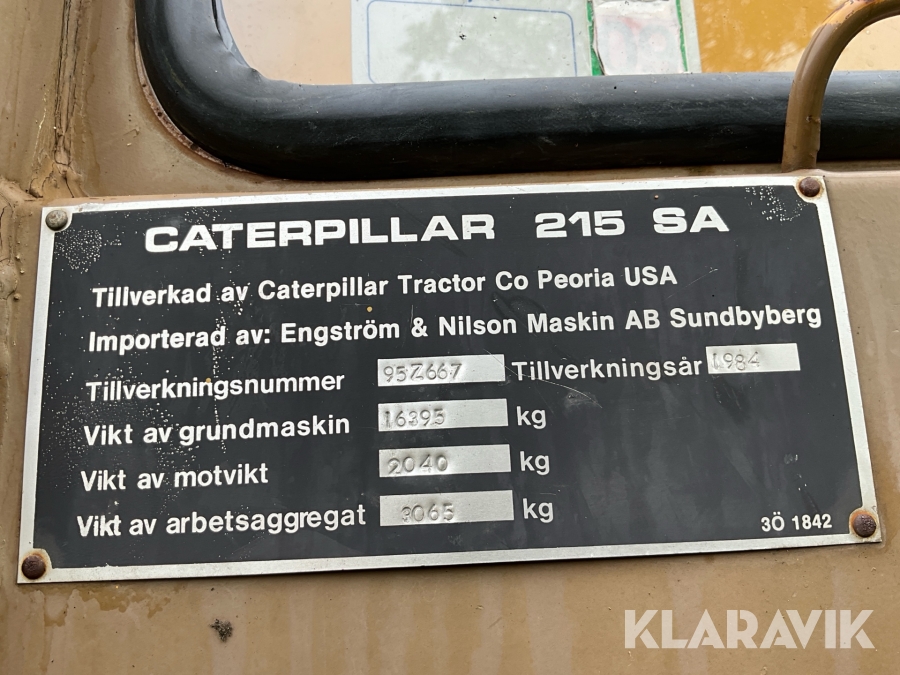 CATERPILLAR 215 SA
Tillverkad av Caterpillar Tractor Co Peoria USA
Importerad av: Engström & Nilson Maskin AB Sundbyberg
Tillverkningsnummer 95Z667 Tillverkningsår 1984
Vikt av grundmaskin 16395 kg
Vikt av motvikt 2040 kg
Vikt av arbetsaggregat 3065 kg
3Ö 1842
KLARAVIK